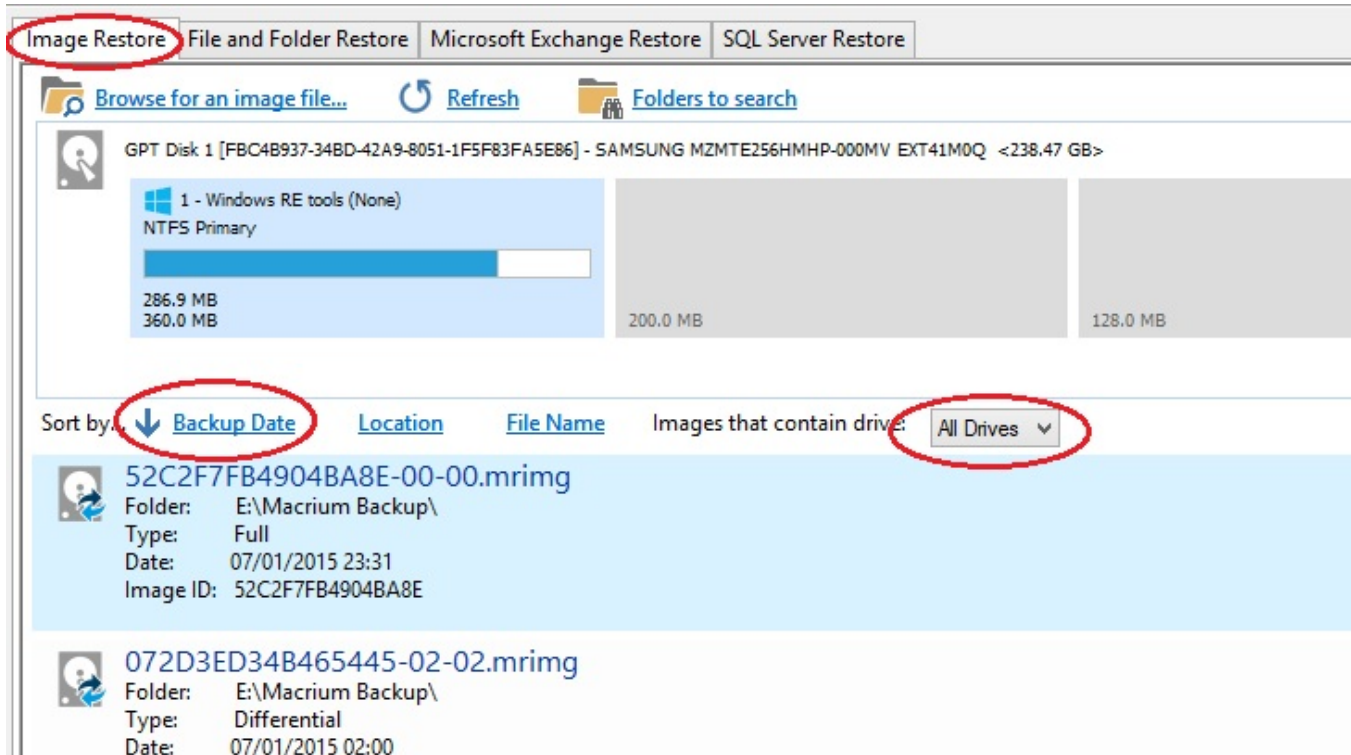 Image Restore File and Folder Restore Microsoft Exchange Restore SQL Server Restore
Browse for an image file... Refresh Folders to search
GPT Disk 1 [FBC4B937-34BD-42A9-8051-1F5F83FA5E86] - SAMSUNG MZMTE256HMHP-000MV EXT41M0Q <238.47 GB>
1 - Windows RE tools (None)
NTFS Primary
286.9 MB
360.0 MB 200.0 MB 128.0 MB
Sort by... Backup Date Location File Name Images that contain drive: All Drives
52C2F7FB4904BA8E-00-00.mrimg
Folder: E:\Macrium Backup\
Type: Full
Date: 07/01/2015 23:31
Image ID: 52C2F7FB4904BA8E
072D3ED34B465445-02-02.mrimg
Folder: E:\Macrium Backup\
Type: Differential
Date: 07/01/2015 02:00